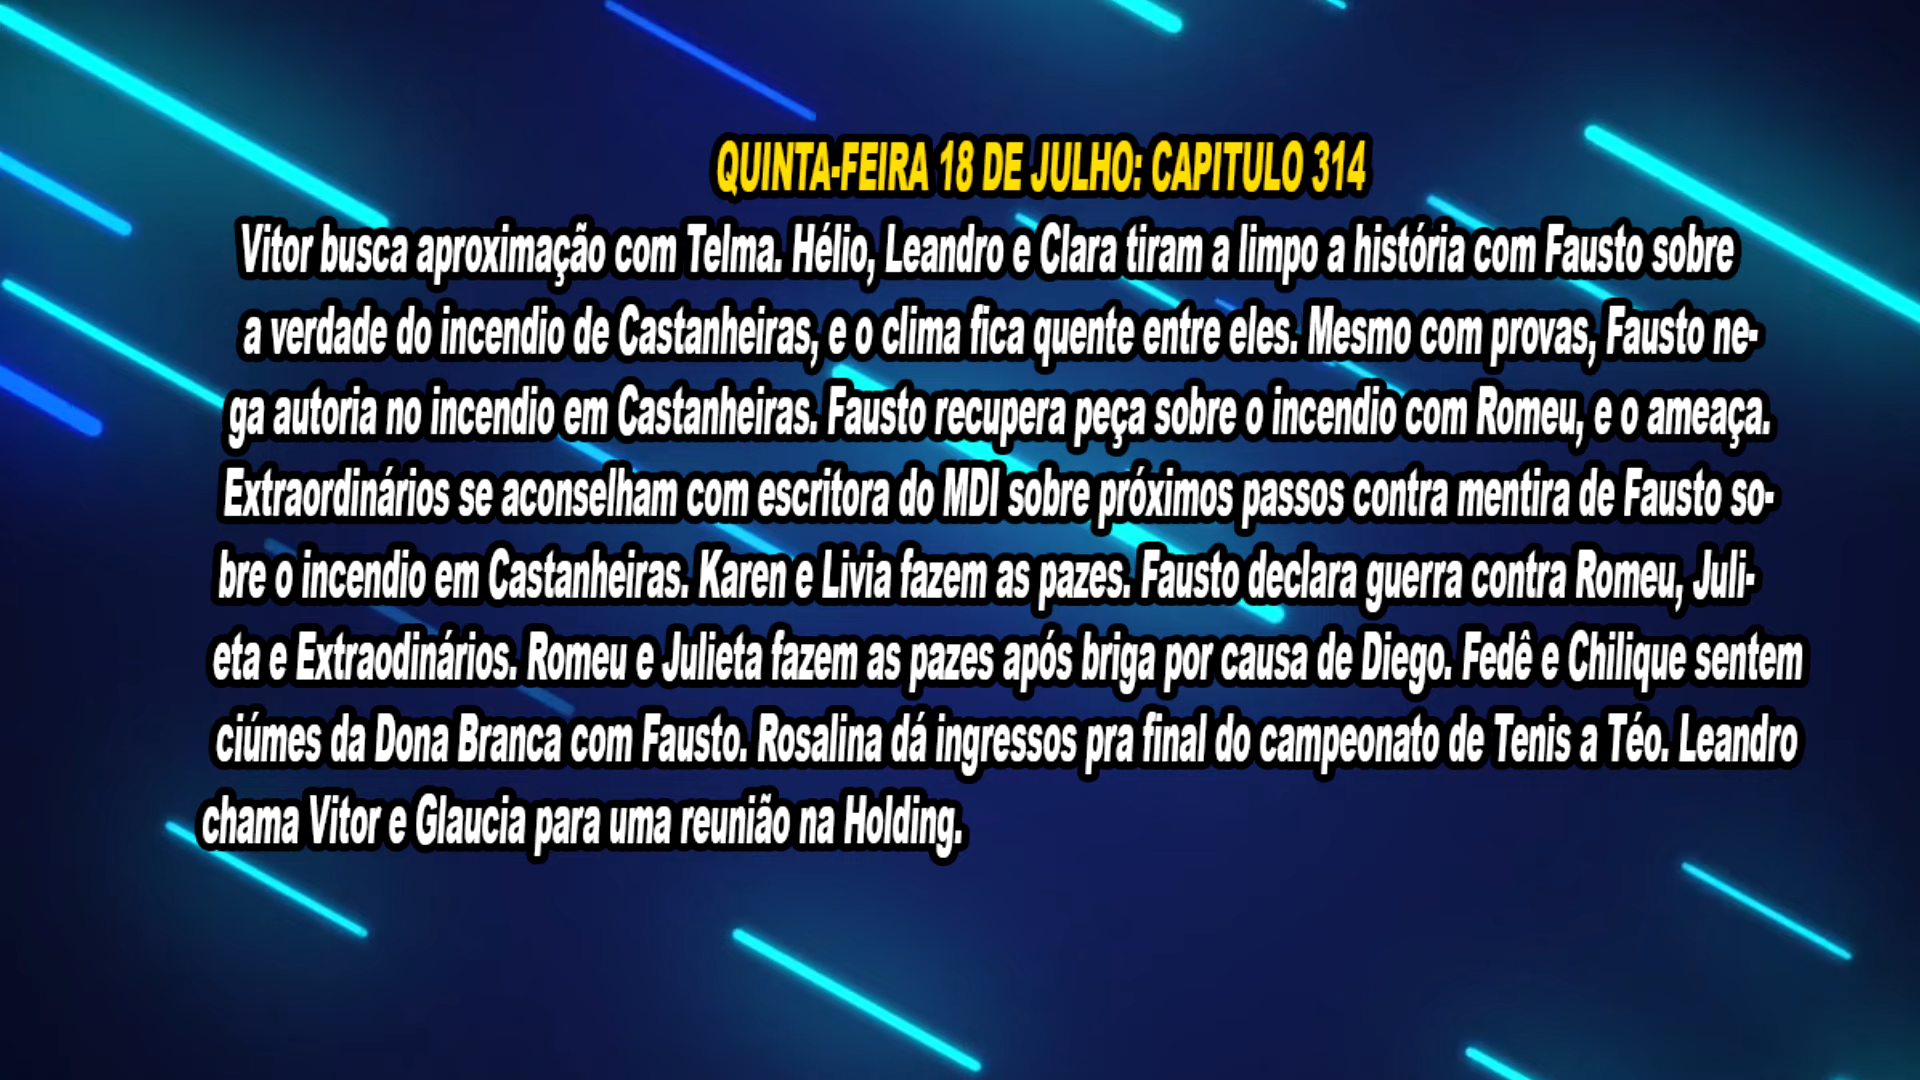 QUINTA-FEIRA 18 DE JULHO: CAPITULO 314
Vitor busca aproximação com Telma. Hélio, Leandro e Clara tiram a limpo a história com Fausto sobre
a verdade do incendio de Castanheiras, e o clima fica quente entre eles. Mesmo com provas, Fausto ne-
ga autoria no incendio em Castanheiras. Fausto recupera peça sobre o incendio com Romeu, e o ameaça.
Extraordinários se aconselham com escritora do MDI sobre próximos passos contra mentira de Fausto so-
bre o incendio em Castanheiras. Karen e Livia fazem as pazes. Fausto declara guerra contra Romeu, Juli-
eta e Extraodinários. Romeu e Julieta fazem as pazes após briga por causa de Diego. Fedê e Chilique sentem
ciúmes da Dona Branca com Fausto. Rosalina dá ingressos pra final do campeonato de Tenis a Téo. Leandro
chama Vitor e Glaucia para uma reunião na Holding.